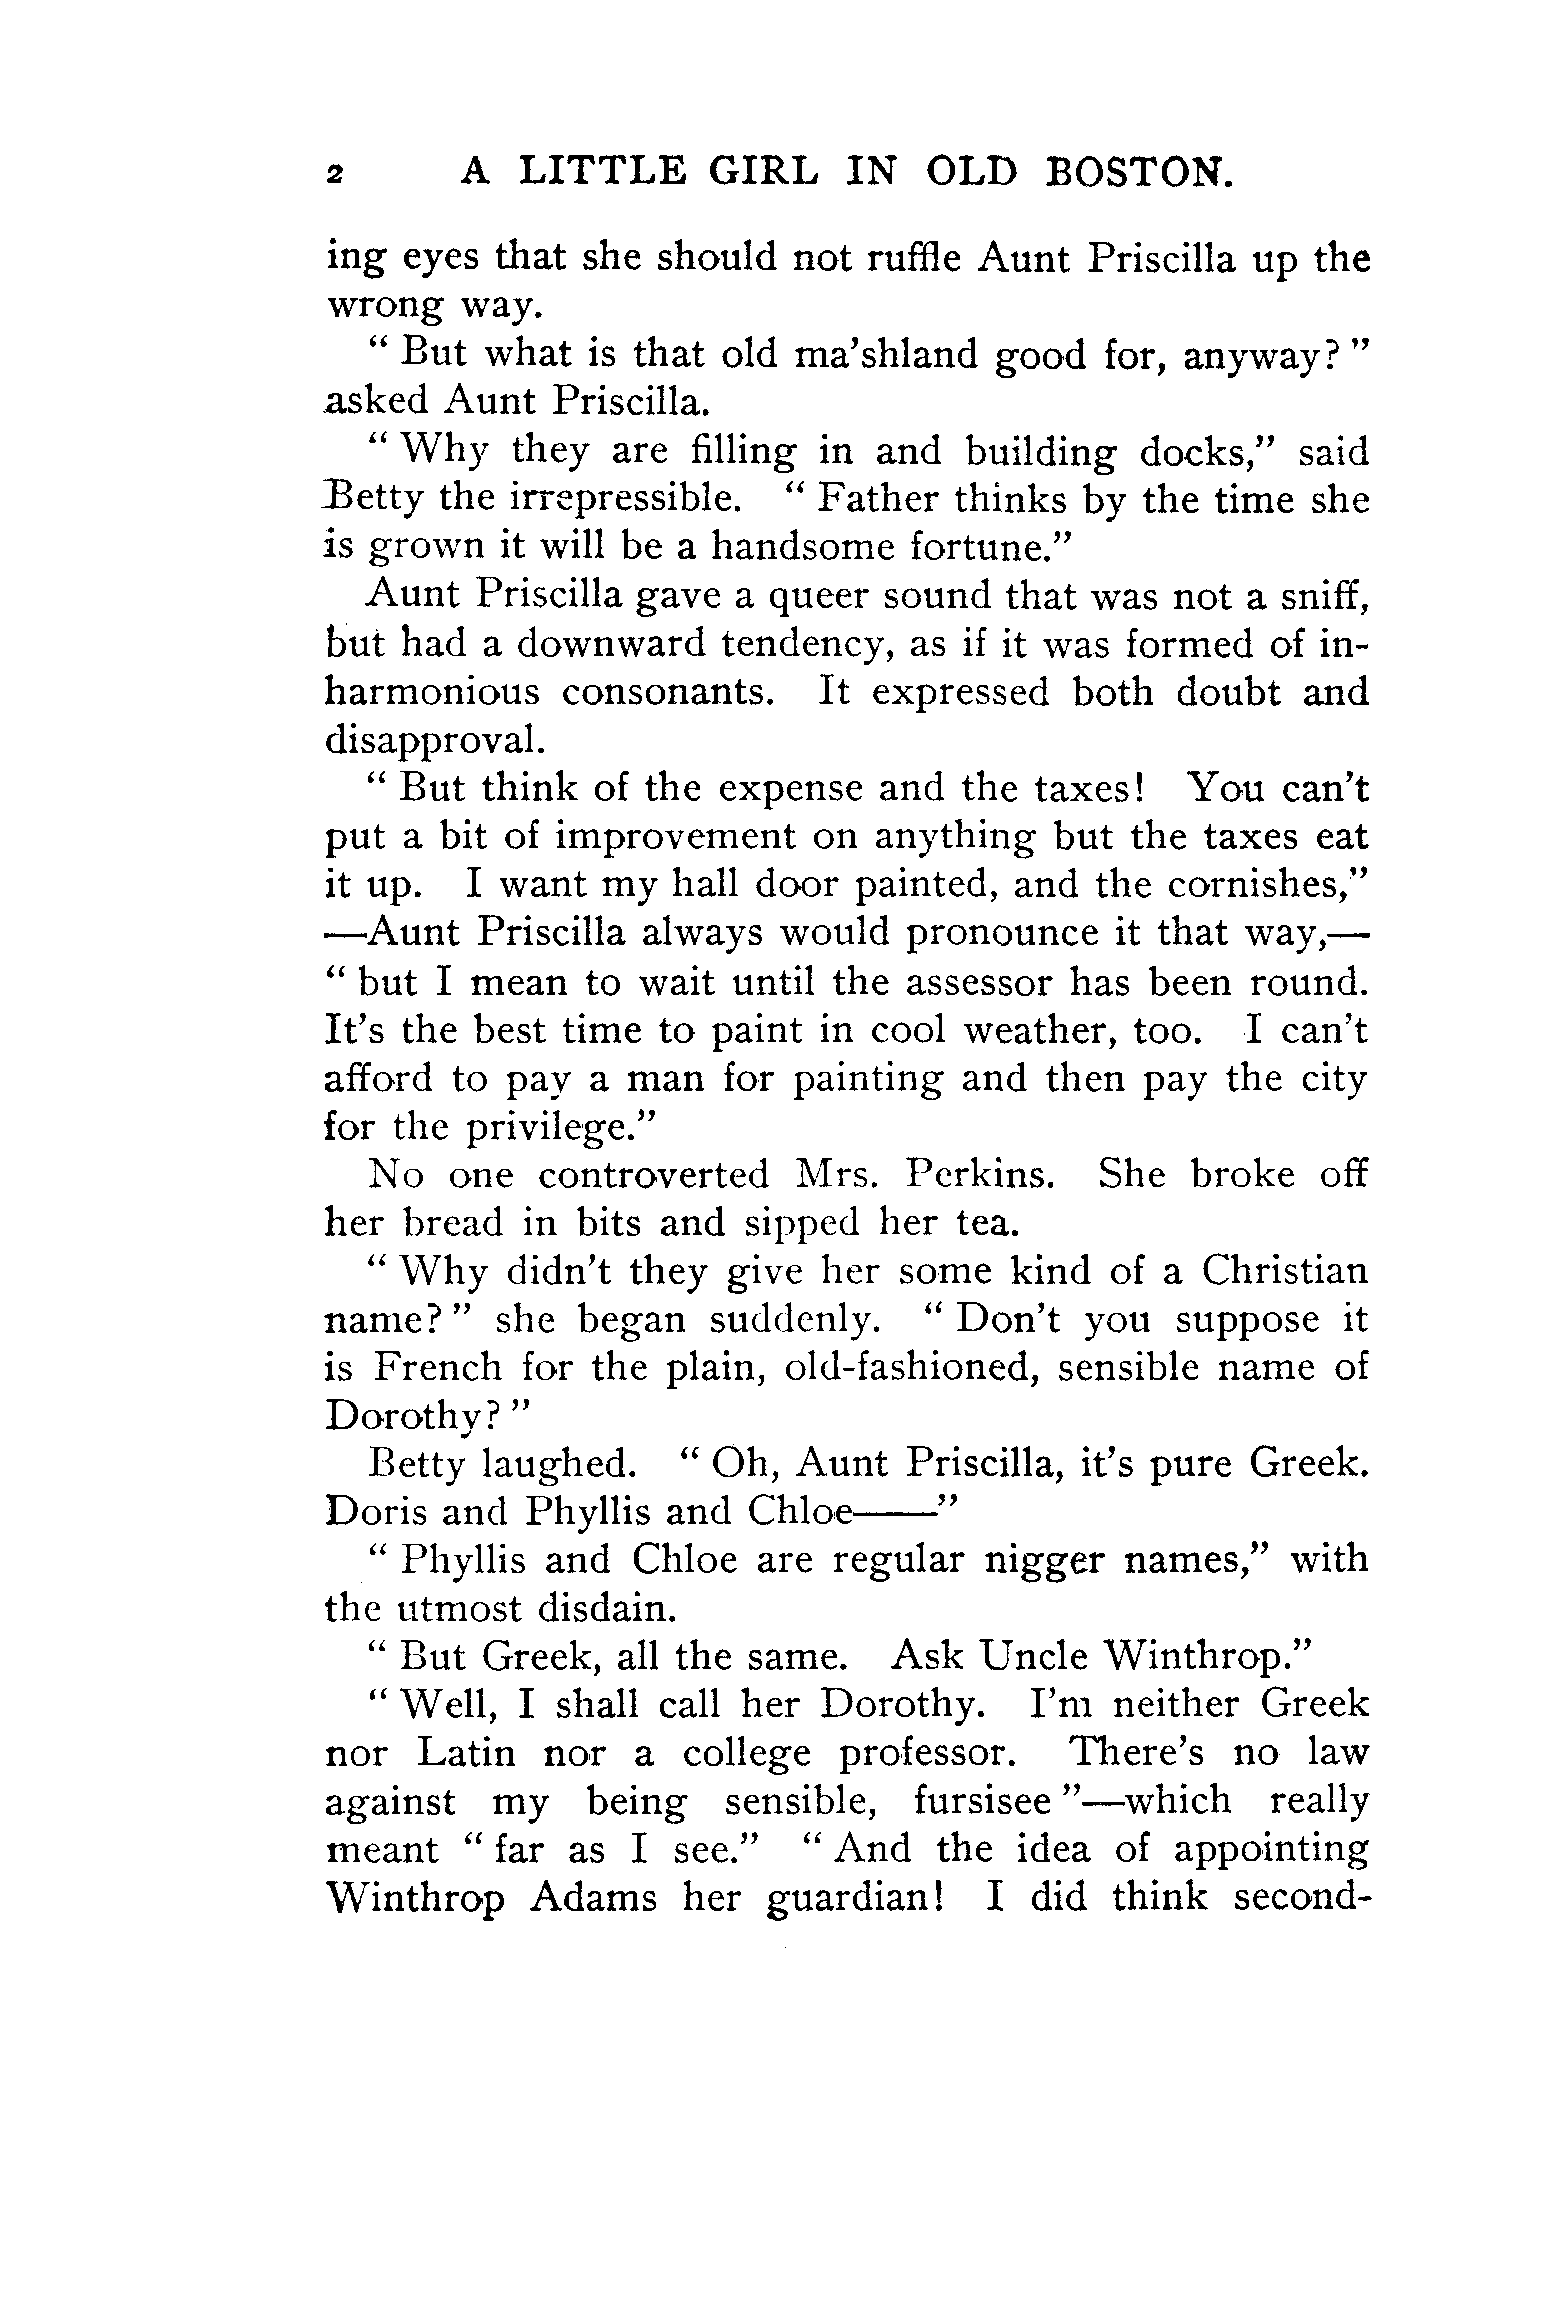 2 A LITTLE GIRL IN OLD BOSTON.
ing eyes that she should not ruffle Aunt Priscilla up the
wrong way.
“ But what is that old ma’shland good for, anyway? ”
asked Aunt Priscilla.
“ Why they are filling in and building docks,” said
Betty the irrepressible. “ Father thinks by the time she
is grown it will be a handsome fortune.”
Aunt Priscilla gave a queer sound that was not a sniff,
but had a downward tendency, as if it was formed of in-
harmonious consonants. It expressed both doubt and
disapproval.
“ But think of the expense and the taxes! You can’t
put a bit of improvement on anything but the taxes eat
it up. I want my hall door painted, and the cornishes,”
—Aunt Priscilla always would pronounce it that way,—
“ but I mean to wait until the assessor has been round.
It’s the best time to paint in cool weather, too. I can’t
afford to pay a man for painting and then pay the city
for the privilege.”
No one controverted Mrs. Perkins. She broke off
her bread in bits and sipped her tea.
“ Why didn’t they give her some kind of a Christian
name? ” she began suddenly. “ Don’t you suppose it
is French for the plain, old-fashioned, sensible name of
Dorothy? ”
Betty laughed. “ Oh, Aunt Priscilla, it’s pure Greek.
Doris and Phyllis and Chloe——”
“ Phyllis and Chloe are regular nigger names,” with
the utmost disdain.
“ But Greek, all the same. Ask Uncle Winthrop.”
“ Well, I shall call her Dorothy. I’m neither Greek
nor Latin nor a college professor. There’s no law
against my being sensible, fursisee ”—which really
meant “ far as I see.” “ And the idea of appointing
Winthrop Adams her guardian! I did think second-